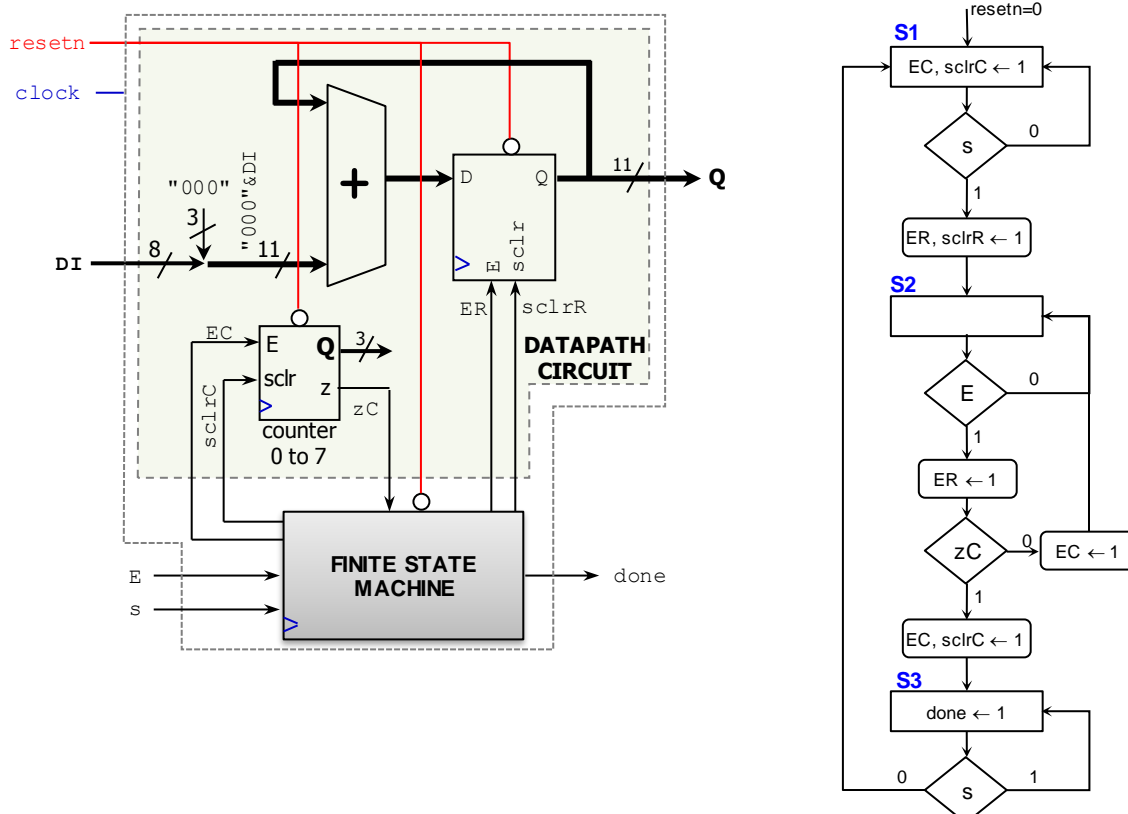 resetn
clock
"000"
3
"000"&DI
DI
8
11
+
D
Q
E
sclr
11
Q
ER
sclrR
DATAPATH
CIRCUIT
EC
sclrC
E
Q
3
sclr
z
zC
counter
0 to 7
FINITE STATE
MACHINE
E
s
done
resetn=0
S1
EC, sclrC ← 1
s
0
1
ER, sclrR ← 1
S2
E
0
1
ER ← 1
zC
0
EC ← 1
1
EC, sclrC ← 1
S3
done ← 1
s
0
1